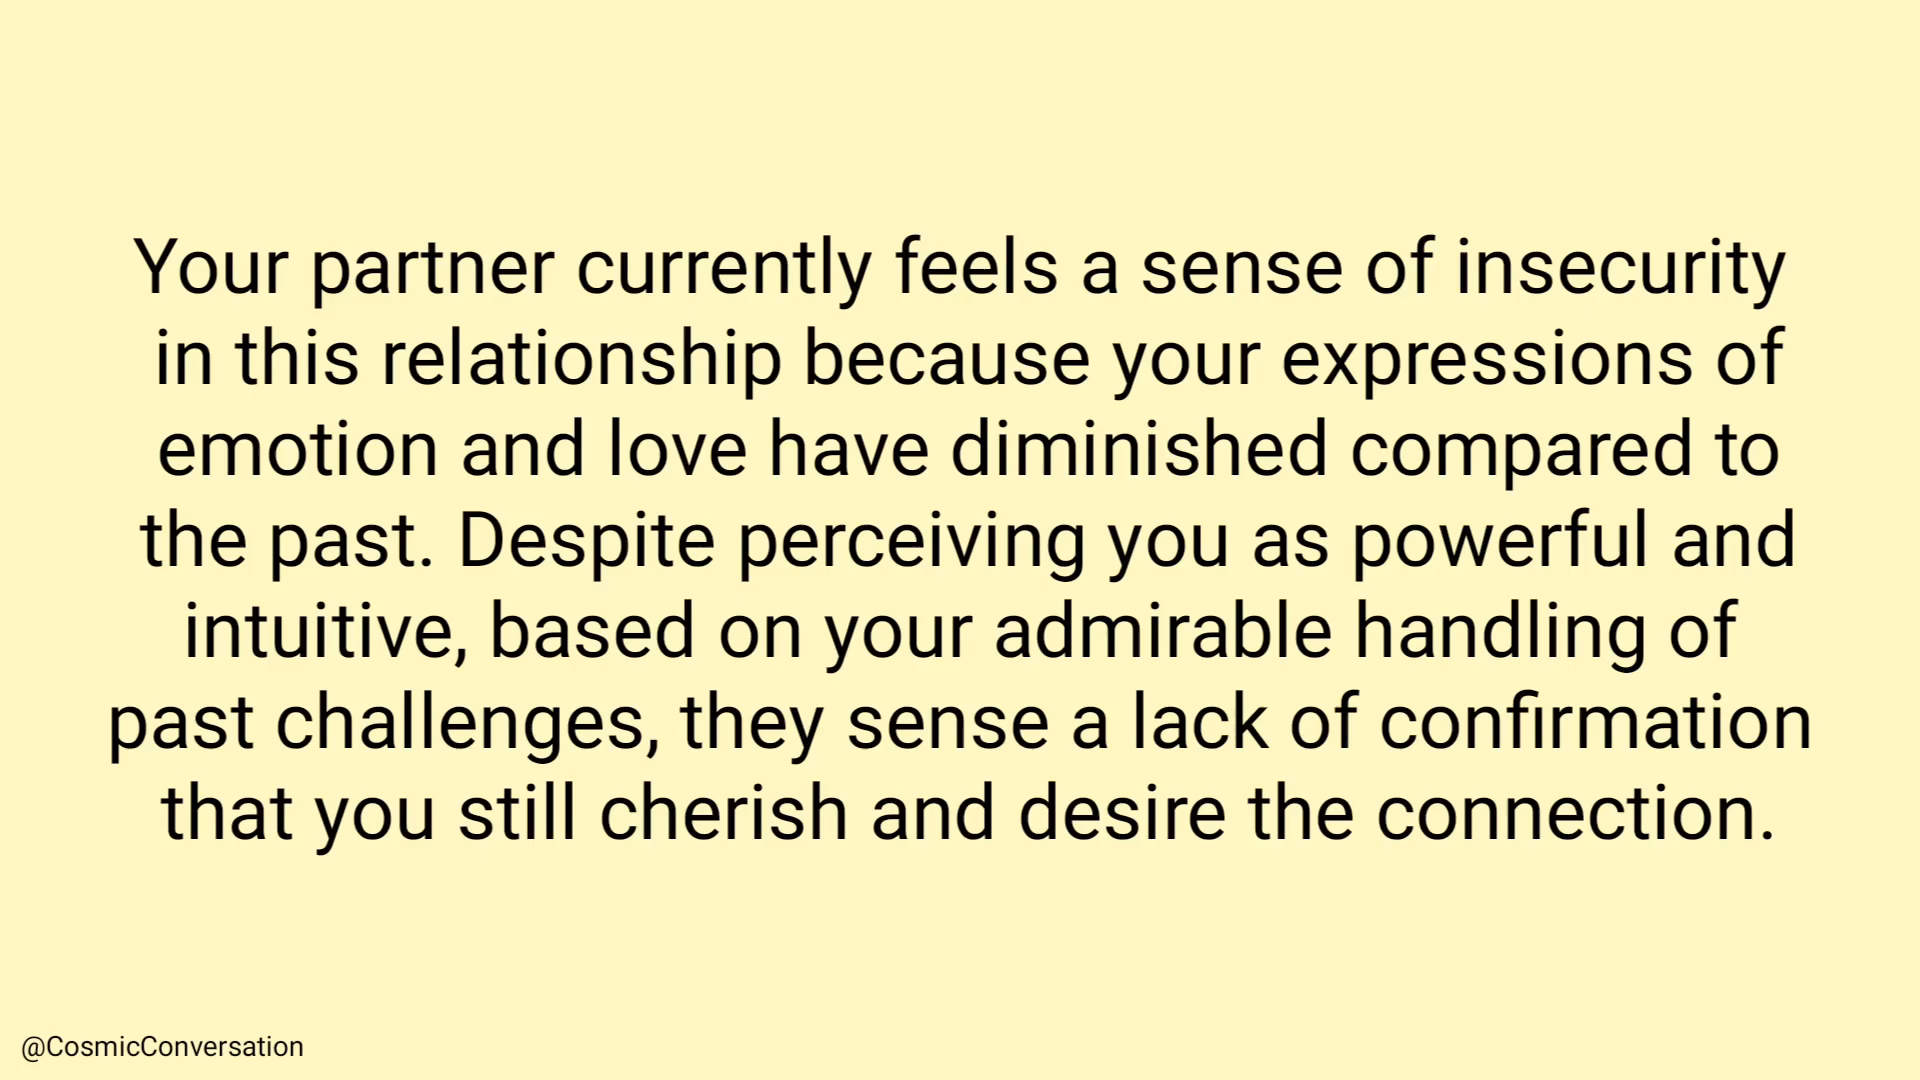 Your partner currently feels a sense of insecurity
in this relationship because your expressions of
emotion and love have diminished compared to
the past. Despite perceiving you as powerful and
intuitive, based on your admirable handling of
past challenges, they sense a lack of confirmation
that you still cherish and desire the connection.
@CosmicConversation